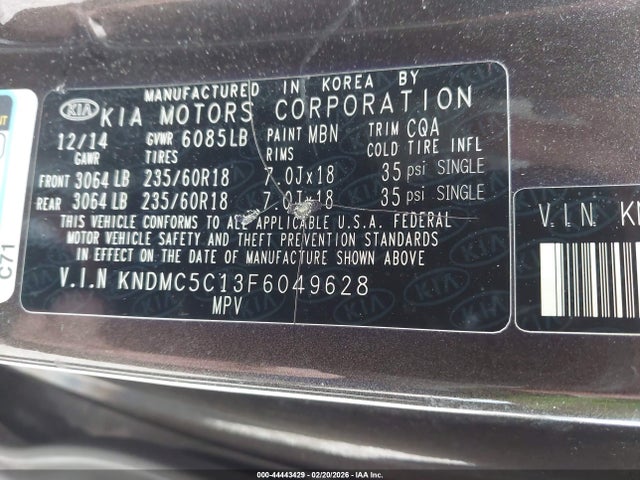 MANUFACTURED IN KOREA BY
KIA KIA MOTORS CORPORATION
12/14 GVWR 6085LB PAINT MBN TRIM CQA
GAWR TIRES RIMS COLD TIRE INFL
FRONT 3064 LB 235/60R18 7.0Jx18 35 psi SINGLE
REAR 3064 LB 235/60R18 7.0Jx18 35 psi SINGLE
THIS VEHICLE CONFORMS TO ALL APPLICABLE U.S.A. FEDERAL
MOTOR VEHICLE SAFETY AND THEFT PREVENTION STANDARDS
IN EFFECT ON THE DATE OF MANUFACTURE SHOWN ABOVE
V.I.N KNDMC5C13F6049628
MPV
V.I.N. KN
C71
000-44443429 - 02/20/2026 - IAA Inc.